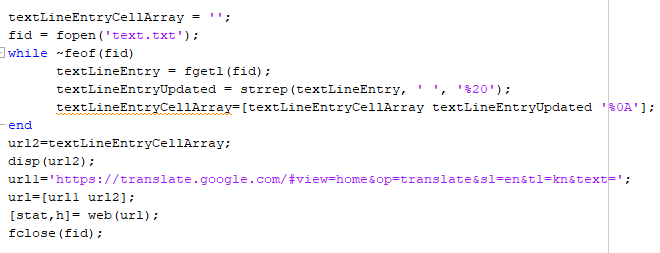 textLineEntryCellArray = '';
fid = fopen('text.txt');
while ~feof(fid)
textLineEntry = fgetl(fid);
textLineEntryUpdated = strrep(textLineEntry, ' ', '%20');
textLineEntryCellArray=[textLineEntryCellArray textLineEntryUpdated '%0A'];
end
url2=textLineEntryCellArray;
disp(url2);
url1='https://translate.google.com/#view=home&op=translate&sl=en&tl=kn&text=';
url=[url1 url2];
[stat,h]= web(url);
fclose(fid);